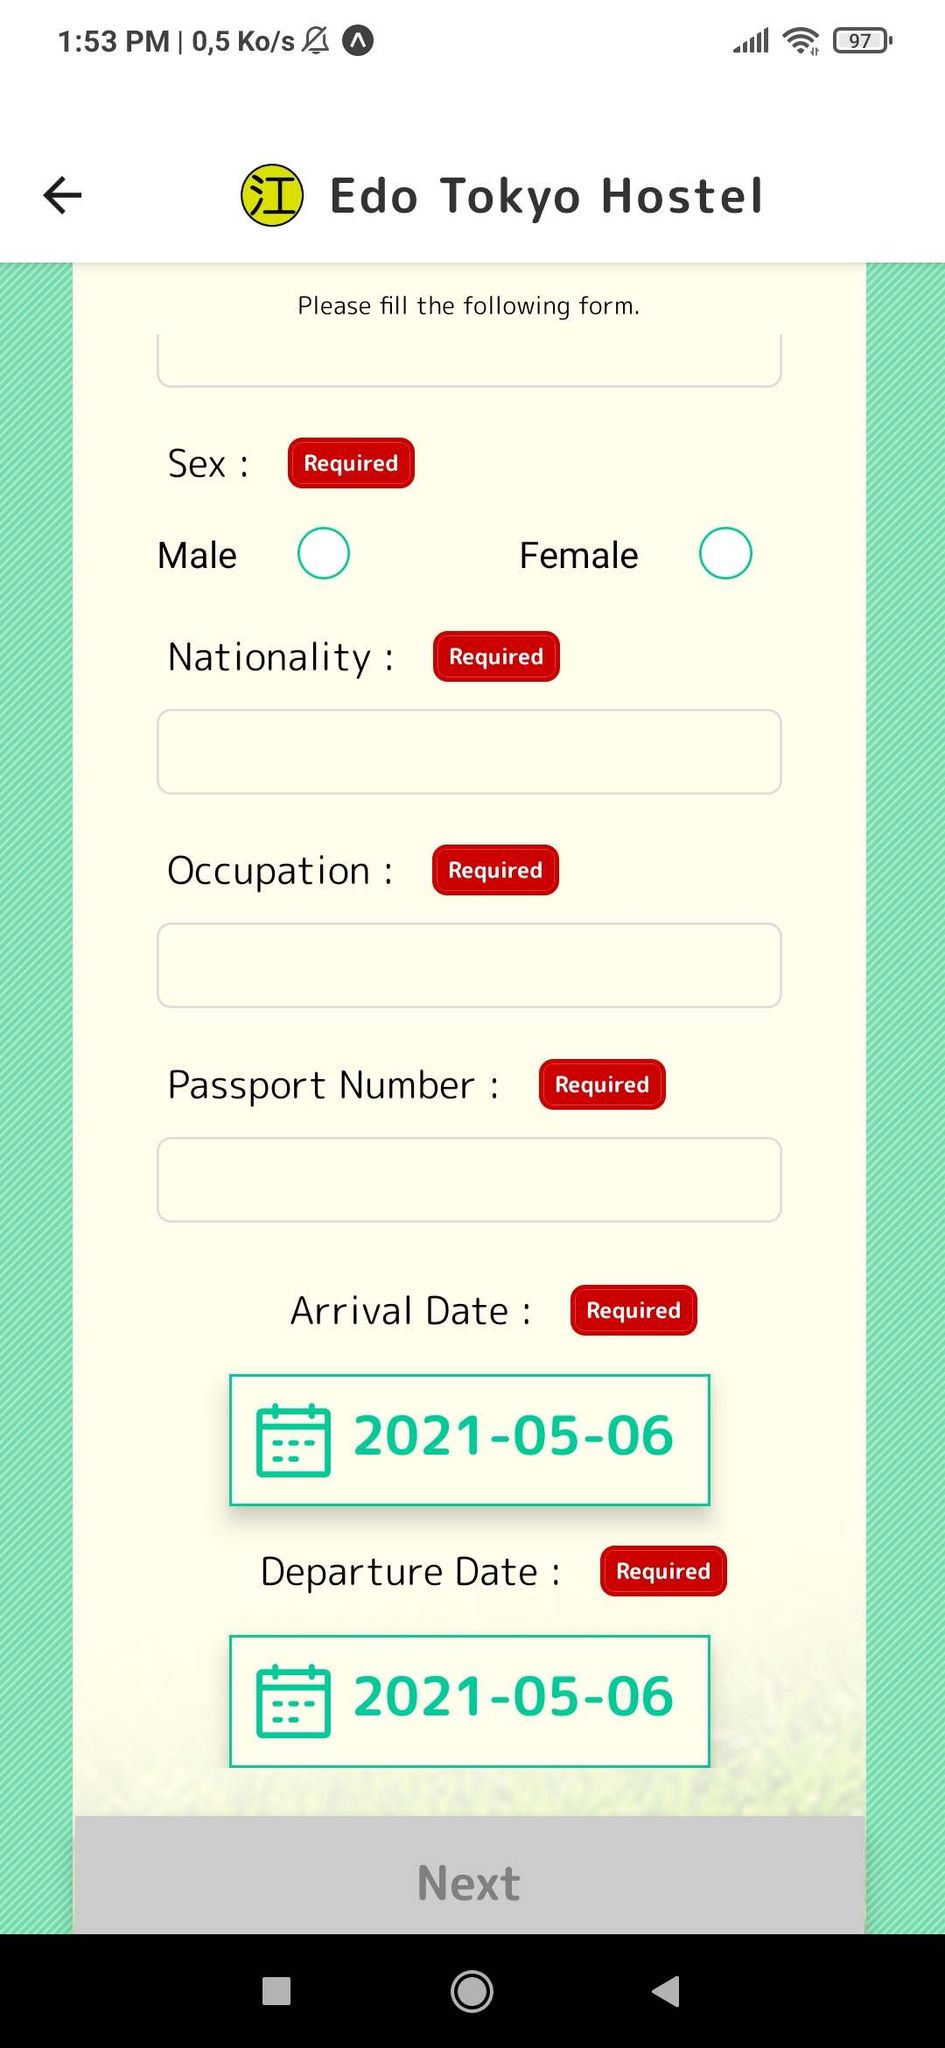 1:53 PM | 0,5 Ko/s 97
江 Edo Tokyo Hostel
Please fill the following form.
Sex : Required
Male Female
Nationality : Required
Occupation : Required
Passport Number : Required
Arrival Date : Required
2021-05-06
Departure Date : Required
2021-05-06
Next